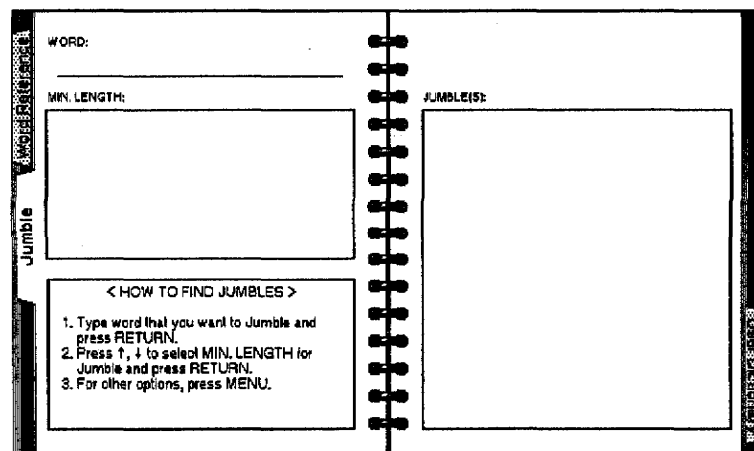 WORD:
MIN. LENGTH:
< HOW TO FIND JUMBLES >
1. Type word that you want to Jumble and
press RETURN.
2. Press ↑, ↓ to select MIN. LENGTH for
Jumble and press RETURN.
3. For other options, press MENU.
JUMBLE(S):
Word Reference
Jumble